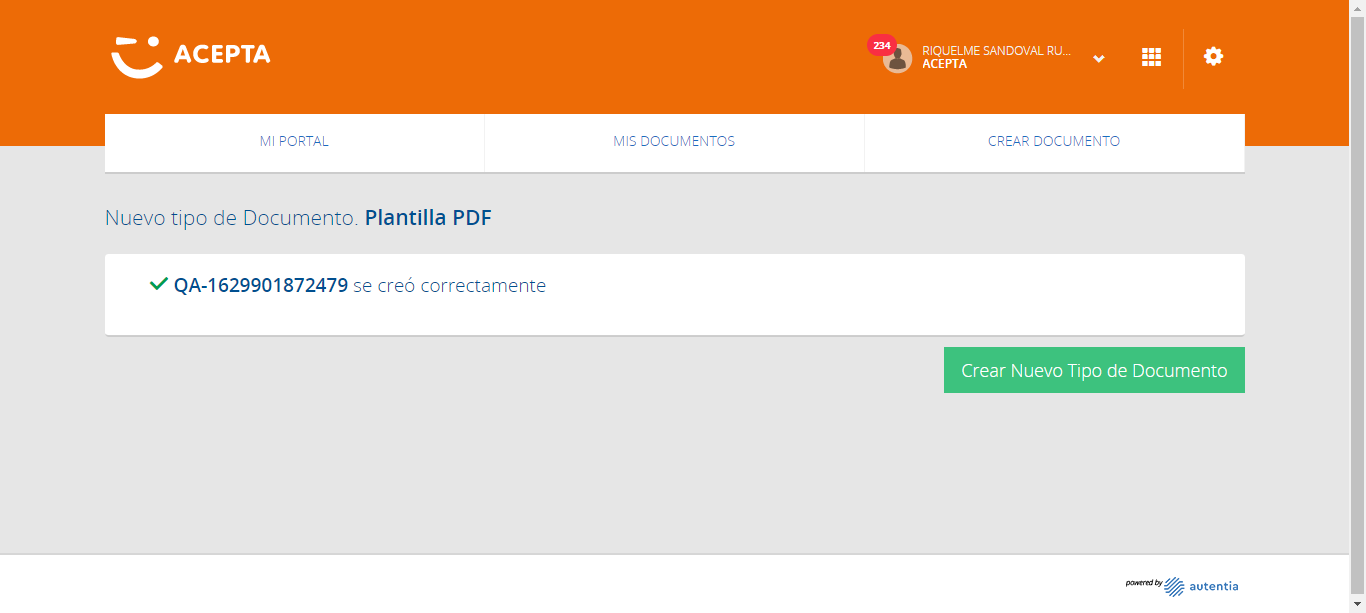 ACEPTA
234
RIQUELME SANDOVAL RU...
ACEPTA
MI PORTAL
MIS DOCUMENTOS
CREAR DOCUMENTO
Nuevo tipo de Documento. Plantilla PDF
QA-1629901872479 se creó correctamente
Crear Nuevo Tipo de Documento
powered by autentia